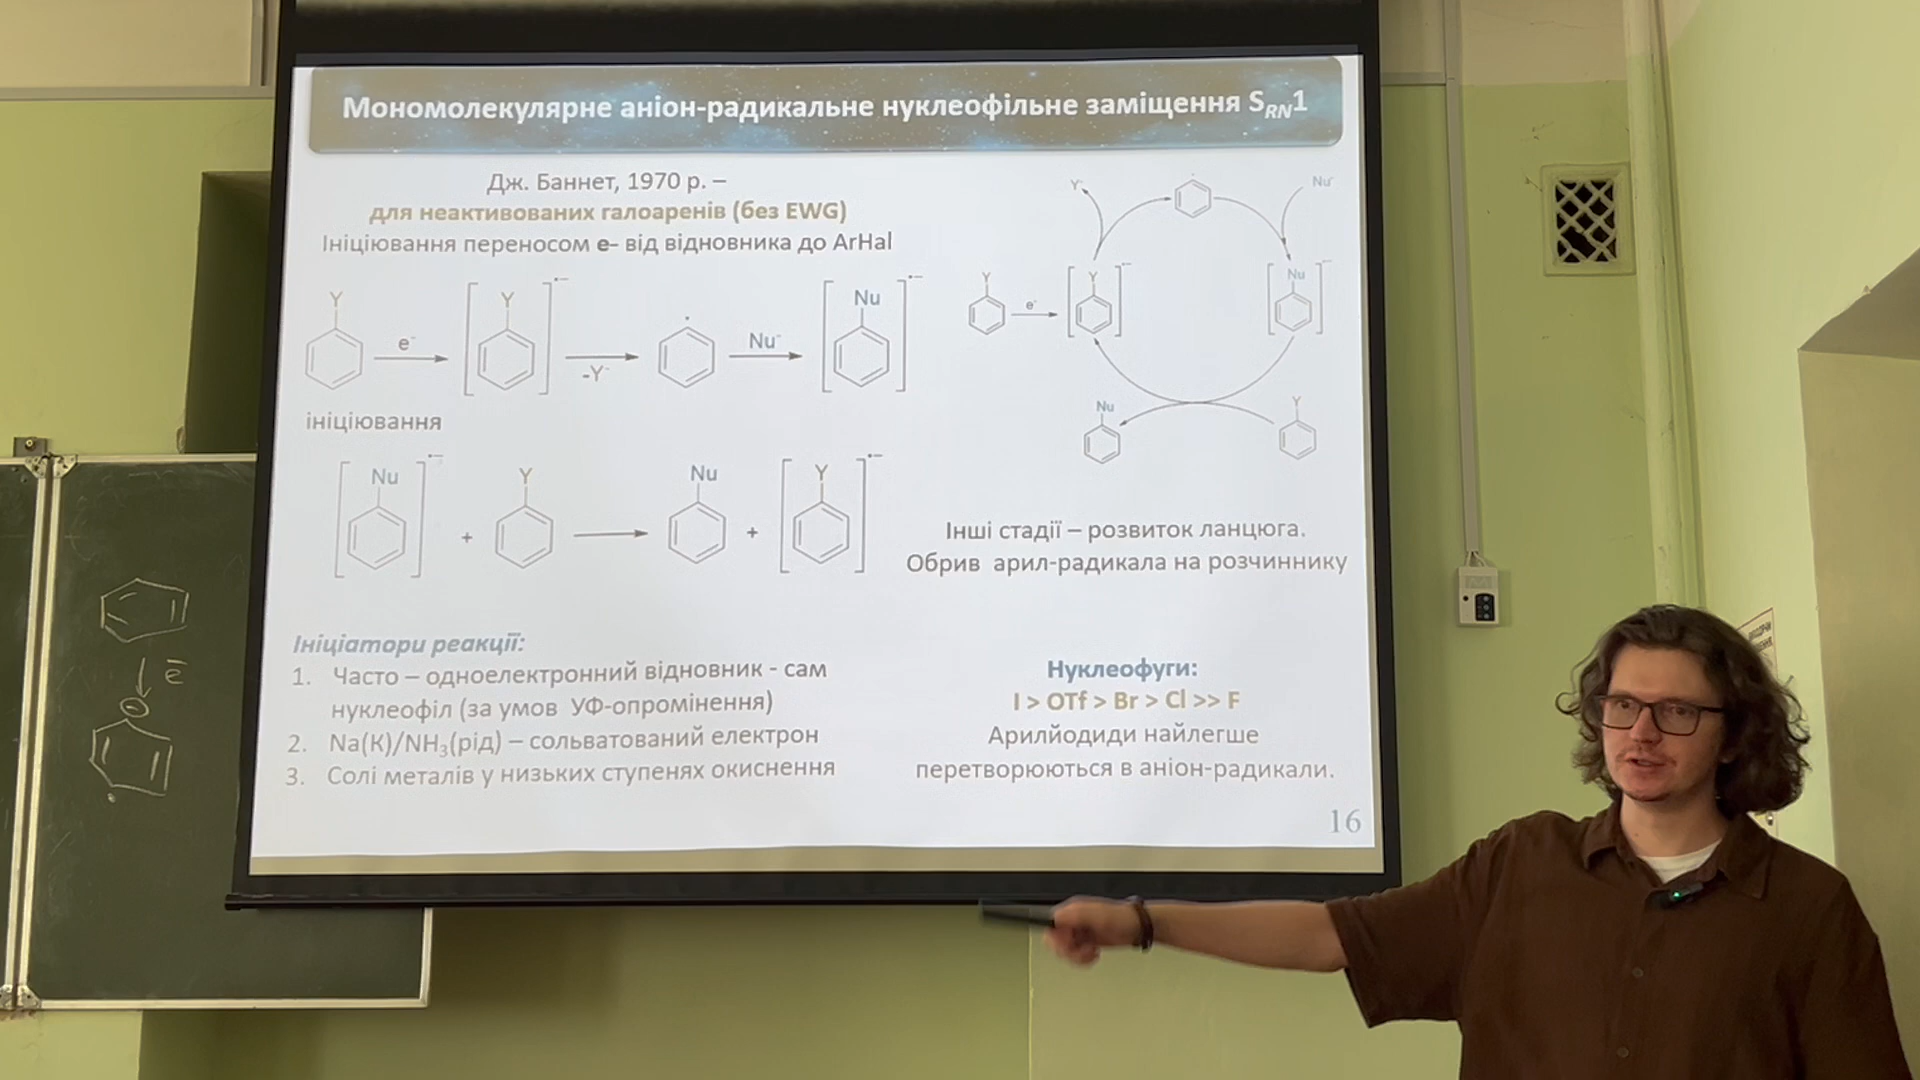 Мономолекулярне аніон-радикальне нуклеофільне заміщення SRN1
Дж. Баннет, 1970 р. –
для неактивованих галоаренів (без EWG)
Ініціювання переносом e- від відновника до ArHal
Y
e-
Y
•–
-Y-
Nu-
Nu
•–
ініціювання
Nu
•–
+
Y
Nu
+
Y
•–
Y-
Nu-
Y
e-
Y
Nu
Nu
Y
Інші стадії – розвиток ланцюга.
Обрив арил-радикала на розчиннику
Ініціатори реакції:
1. Часто – одноелектронний відновник - сам
нуклеофіл (за умов УФ-опромінення)
2. Na(K)/NH3(рід) – сольватований електрон
3. Солі металів у низьких ступенях окиснення
Нуклеофуги:
I > OTf > Br > Cl >> F
Арилйодиди найлегше
перетворюються в аніон-радикали.
16
ē